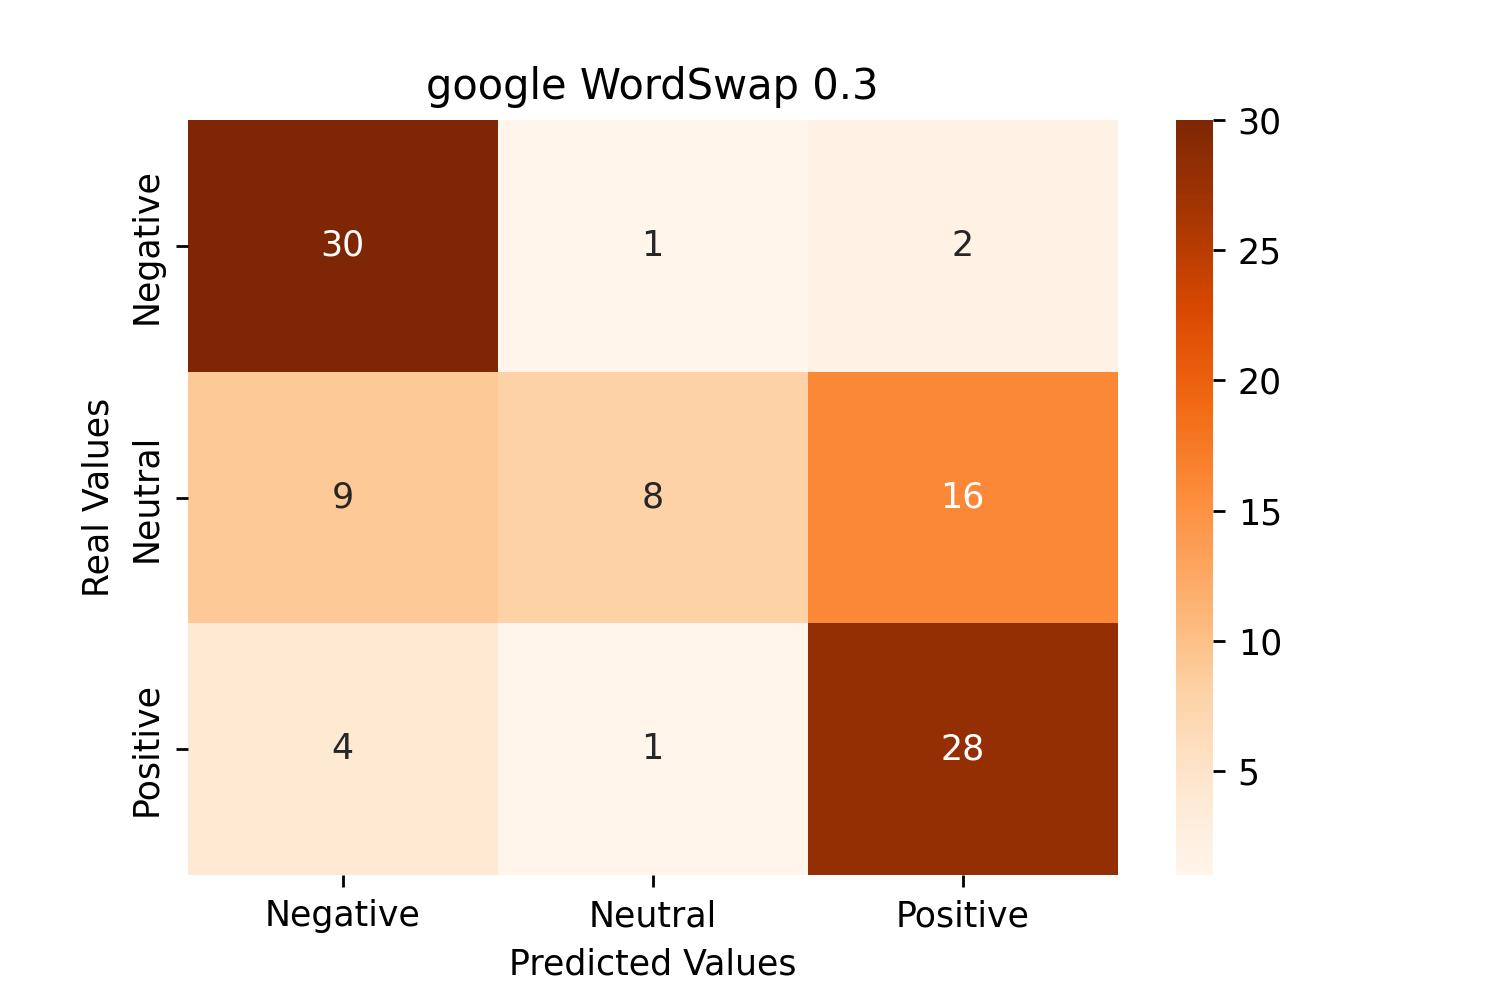 google WordSwap 0.3
Real Values
Negative
30
1
2
Neutral
9
8
16
Positive
4
1
28
Negative
Neutral
Positive
Predicted Values
30
25
20
15
10
5